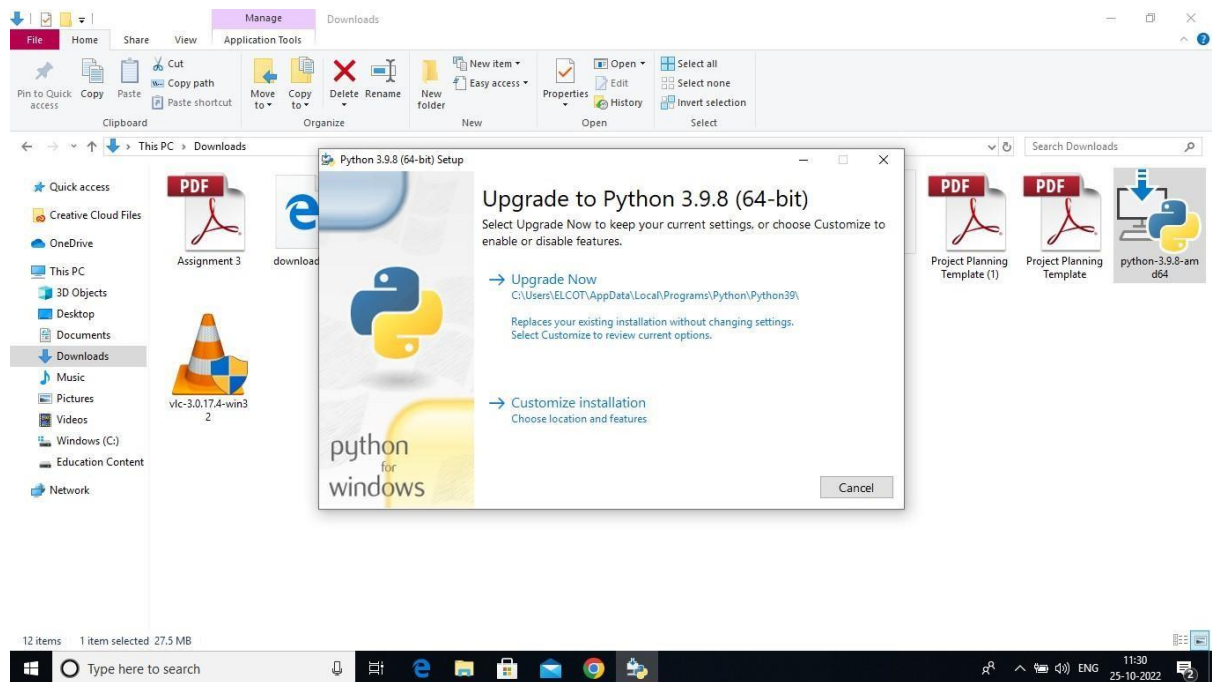 Manage
Downloads
File
Home
Share
View
Application Tools
Pin to Quick access
Copy
Paste
Cut
Copy path
Paste shortcut
Clipboard
Move to
Copy to
Delete
Rename
Organize
New folder
New item
Easy access
New
Properties
Open
Edit
History
Open
Select all
Select none
Invert selection
Select
This PC > Downloads
Search Downloads
Quick access
Creative Cloud Files
OneDrive
This PC
3D Objects
Desktop
Documents
Downloads
Music
Pictures
Videos
Windows (C:)
Education Content
Network
PDF
Assignment 3
download
vlc-3.0.17.4-win3
2
Python 3.9.8 (64-bit) Setup
Upgrade to Python 3.9.8 (64-bit)
Select Upgrade Now to keep your current settings, or choose Customize to
enable or disable features.
Upgrade Now
C:\Users\ELCOT\AppData\Local\Programs\Python\Python39\
Replaces your existing installation without changing settings.
Select Customize to review current options.
Customize installation
Choose location and features
python
for
windows
Cancel
PDF
Project Planning
Template (1)
PDF
Project Planning
Template
python-3.9.8-am
d64
12 items
1 item selected 27.5 MB
Type here to search
ENG
11:30
25-10-2022
2